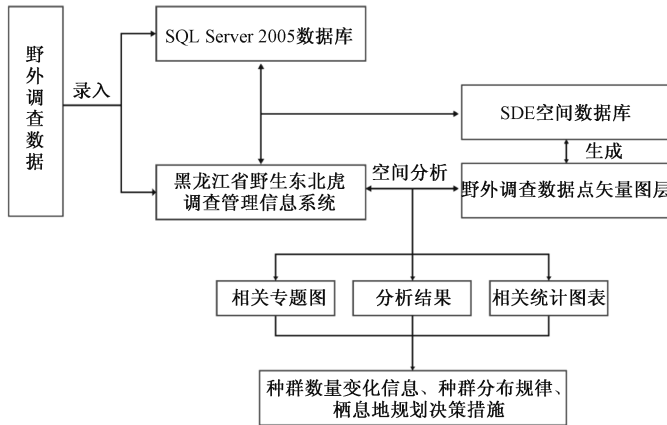 野外调查数据
录入
SQL Server 2005数据库
SDE空间数据库
生成
黑龙江省野生东北虎
调查管理信息系统
空间分析
野外调查数据点矢量图层
相关专题图
分析结果
相关统计图表
种群数量变化信息、种群分布规律、
栖息地规划决策措施